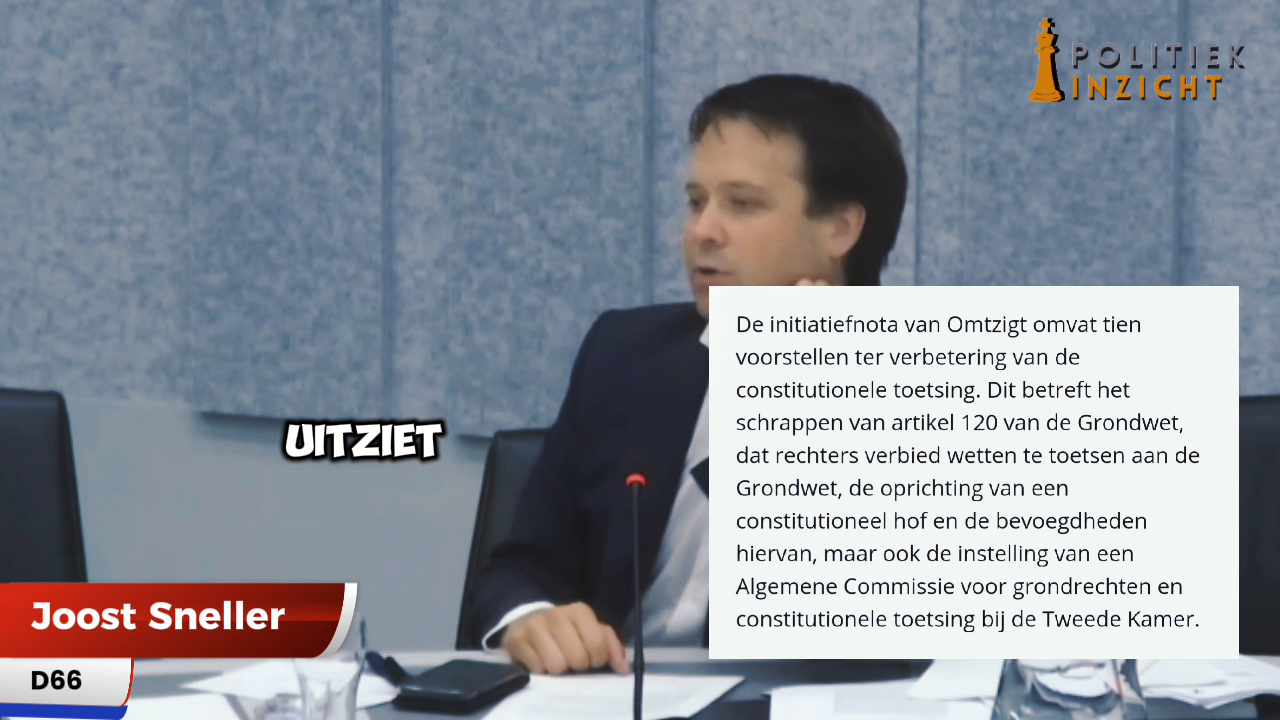 POLITIEK
INZICHT
De initiatiefnota van Omtzigt omvat tien
voorstellen ter verbetering van de
constitutionele toetsing. Dit betreft het
schrappen van artikel 120 van de Grondwet,
dat rechters verbied wetten te toetsen aan de
Grondwet, de oprichting van een
constitutioneel hof en de bevoegdheden
hiervan, maar ook de instelling van een
Algemene Commissie voor grondrechten en
constitutionele toetsing bij de Tweede Kamer.
UITZIET
Joost Sneller
D66